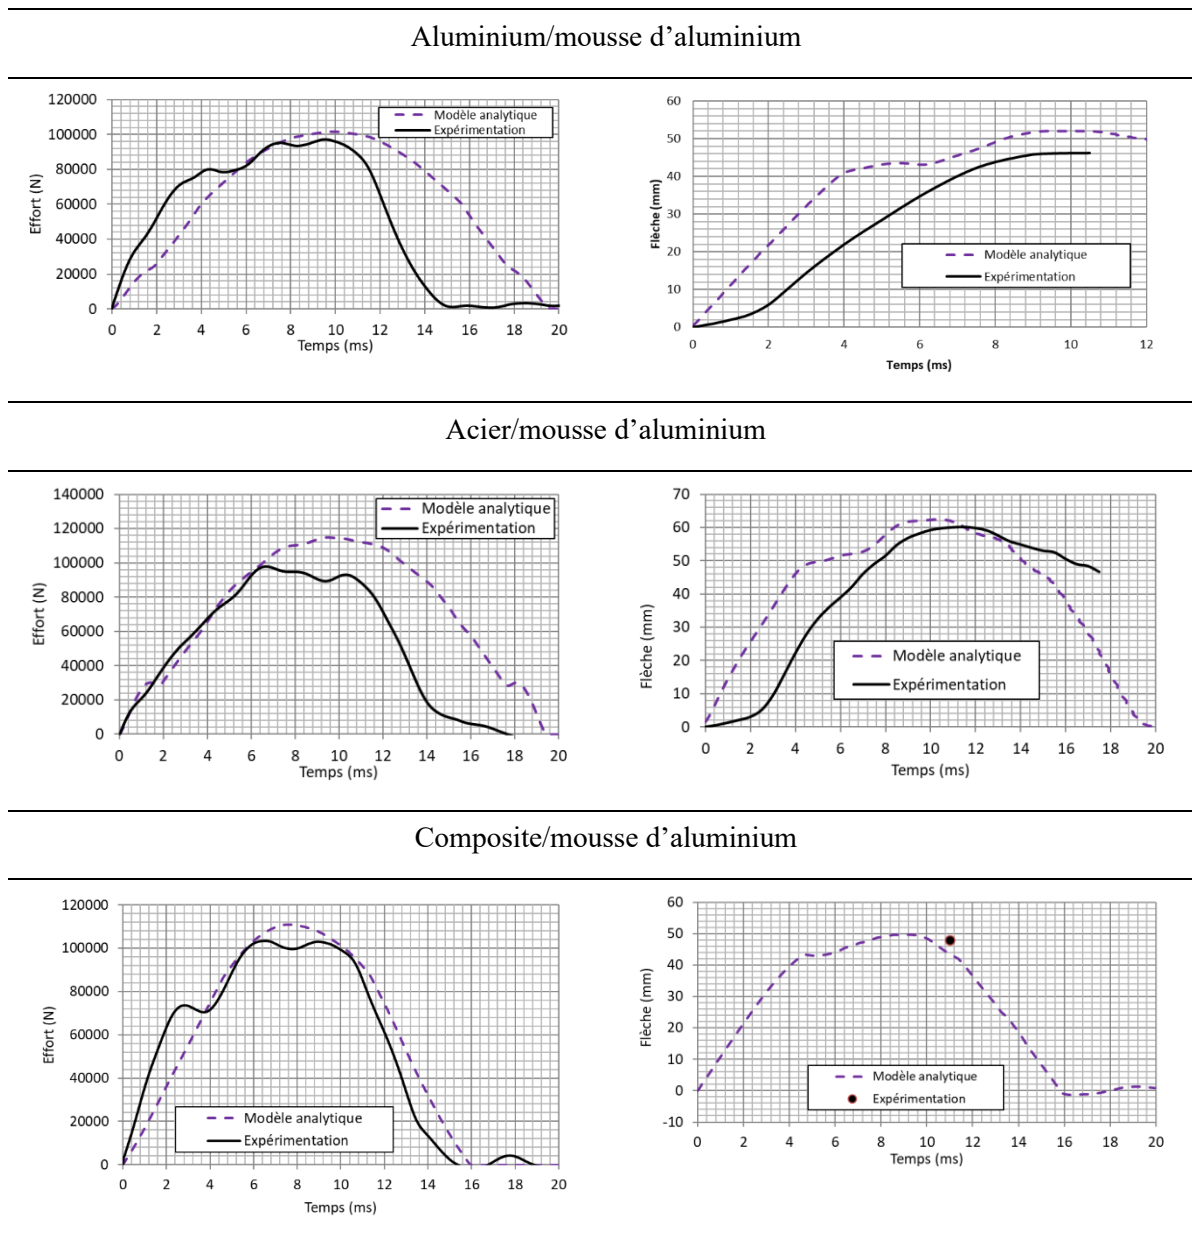 Aluminium/mousse d’aluminium
120000
100000
80000
60000
40000
20000
0
Effort (N)
Modèle analytique
Expérimentation
0 2 4 6 8 10 12 14 16 18 20
Temps (ms)
60
50
40
30
20
10
0
Flèche (mm)
Modèle analytique
Expérimentation
0 2 4 6 8 10 12
Temps (ms)
Acier/mousse d’aluminium
140000
120000
100000
80000
60000
40000
20000
0
Effort (N)
Modèle analytique
Expérimentation
0 2 4 6 8 10 12 14 16 18 20
Temps (ms)
70
60
50
40
30
20
10
0
Flèche (mm)
Modèle analytique
Expérimentation
0 2 4 6 8 10 12 14 16 18 20
Temps (ms)
Composite/mousse d’aluminium
120000
100000
80000
60000
40000
20000
0
Effort (N)
Modèle analytique
Expérimentation
0 2 4 6 8 10 12 14 16 18 20
Temps (ms)
60
50
40
30
20
10
0
-10
Flèche (mm)
Modèle analytique
Expérimentation
0 2 4 6 8 10 12 14 16 18 20
Temps (ms)